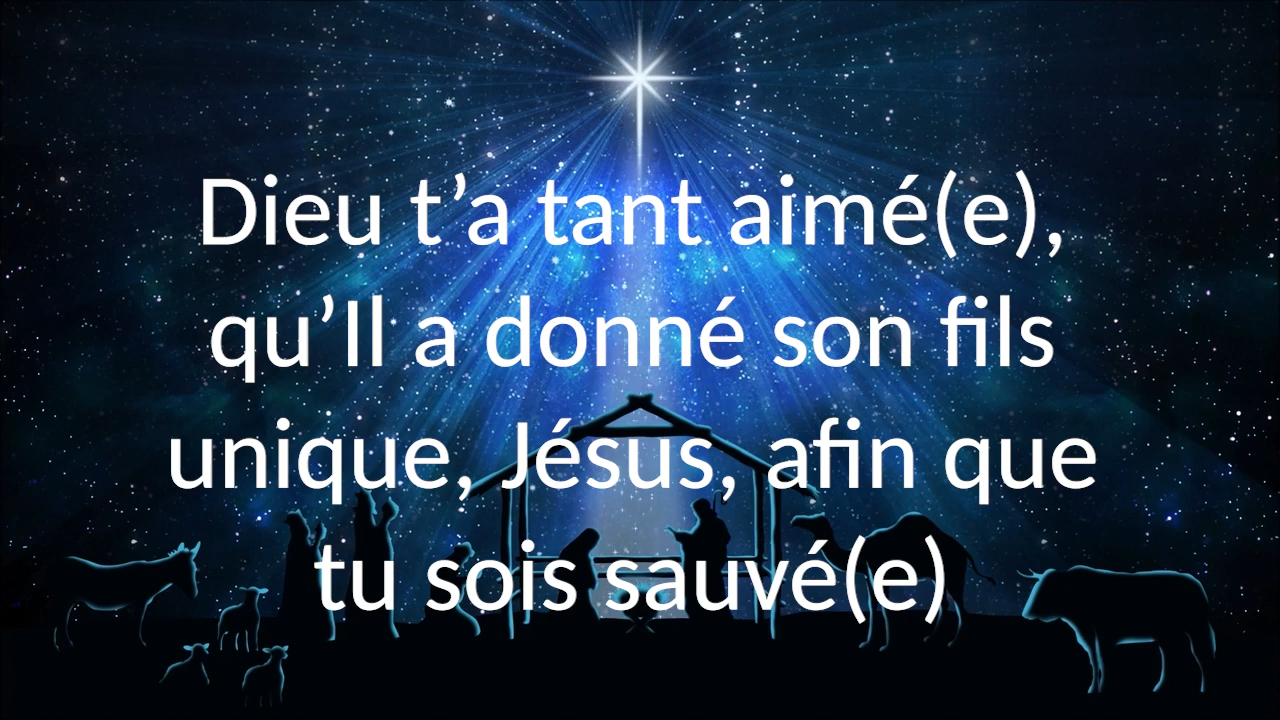 Dieu t’a tant aimé(e),
qu’Il a donné son fils
unique, Jésus, afin que
tu sois sauvé(e)